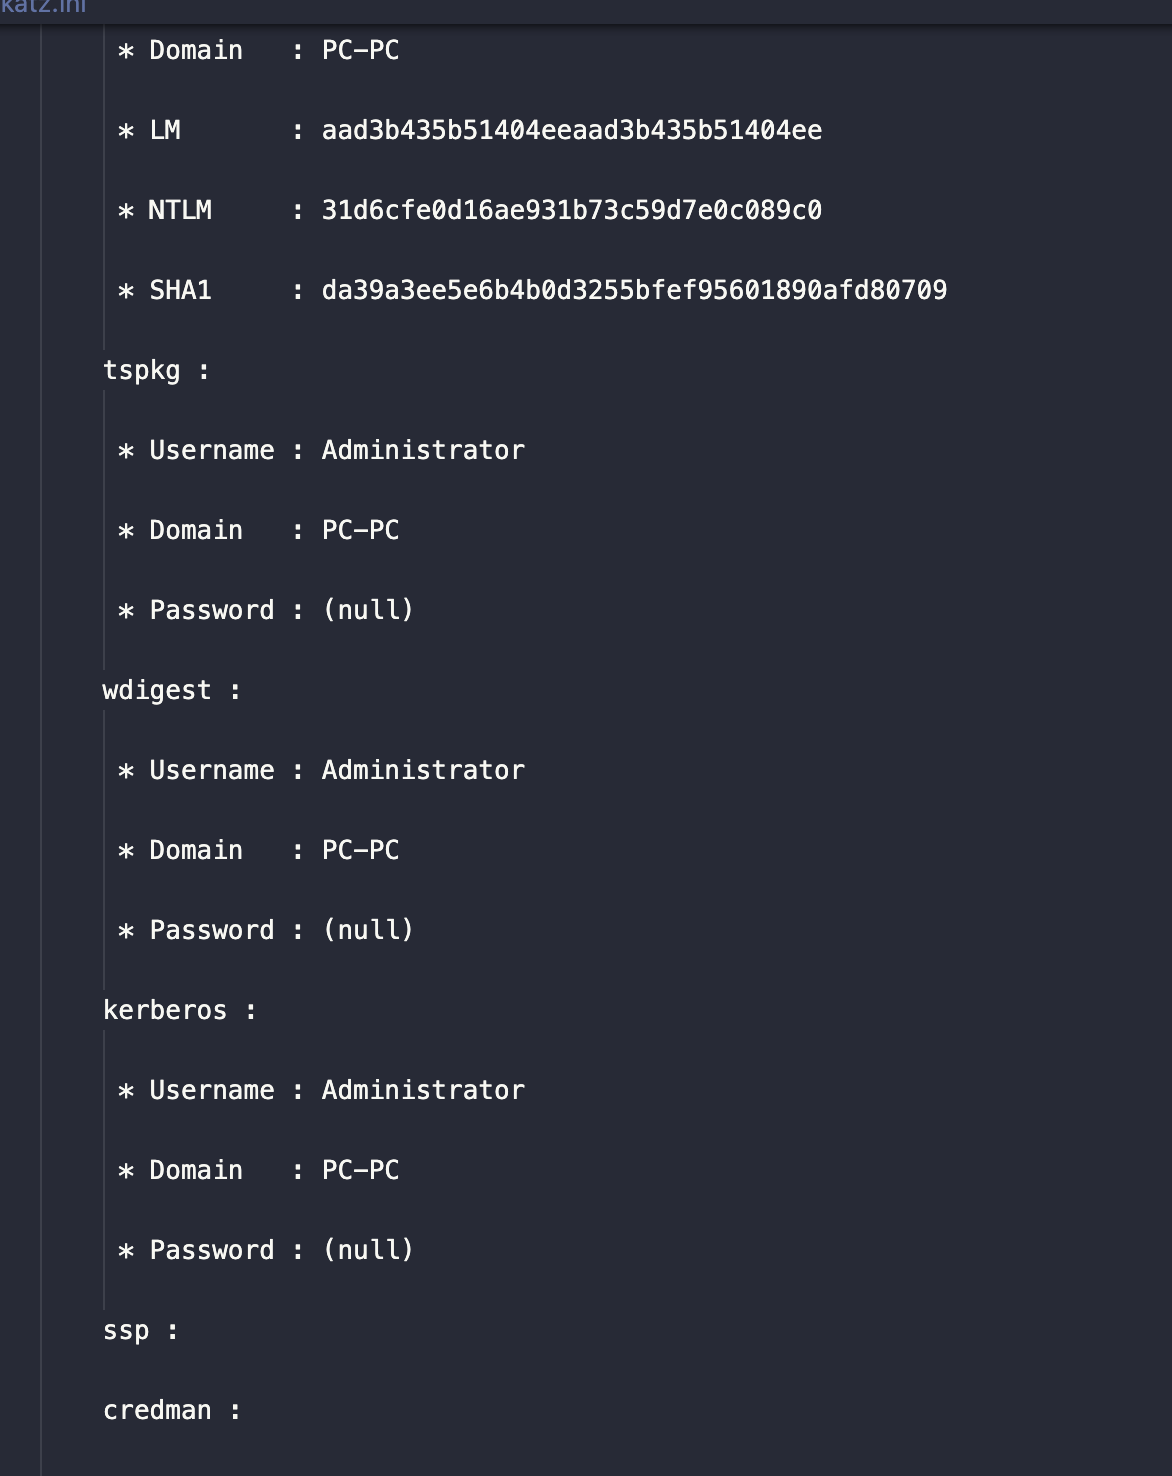 katz.ini
* Domain   : PC-PC
* LM       : aad3b435b51404eeaad3b435b51404ee
* NTLM     : 31d6cfe0d16ae931b73c59d7e0c089c0
* SHA1     : da39a3ee5e6b4b0d3255bfef95601890afd80709
tspkg :
* Username : Administrator
* Domain   : PC-PC
* Password : (null)
wdigest :
* Username : Administrator
* Domain   : PC-PC
* Password : (null)
kerberos :
* Username : Administrator
* Domain   : PC-PC
* Password : (null)
ssp :
credman :